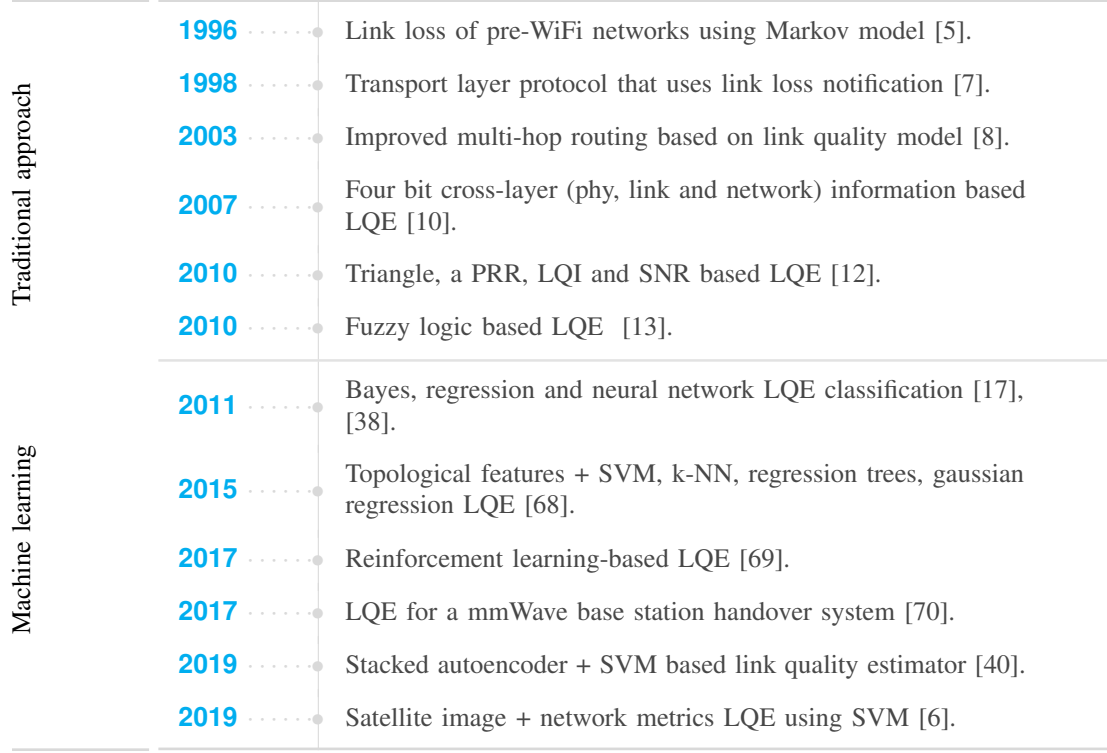 Traditional approach
1996 Link loss of pre-WiFi networks using Markov model [5].
1998 Transport layer protocol that uses link loss notification [7].
2003 Improved multi-hop routing based on link quality model [8].
2007 Four bit cross-layer (phy, link and network) information based
LQE [10].
2010 Triangle, a PRR, LQI and SNR based LQE [12].
2010 Fuzzy logic based LQE [13].
Machine learning
2011 Bayes, regression and neural network LQE classification [17],
[38].
2015 Topological features + SVM, k-NN, regression trees, gaussian
regression LQE [68].
2017 Reinforcement learning-based LQE [69].
2017 LQE for a mmWave base station handover system [70].
2019 Stacked autoencoder + SVM based link quality estimator [40].
2019 Satellite image + network metrics LQE using SVM [6].